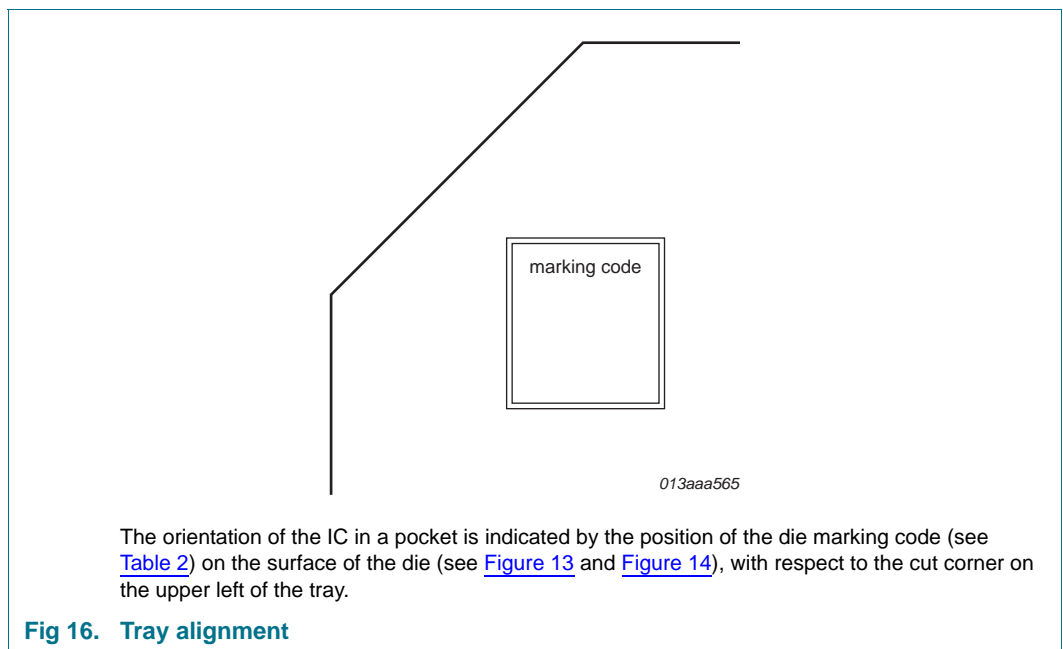 marking code
013aaa565
The orientation of the IC in a pocket is indicated by the position of the die marking code (see
Table 2) on the surface of the die (see Figure 13 and Figure 14), with respect to the cut corner on
the upper left of the tray.
Fig 16. Tray alignment